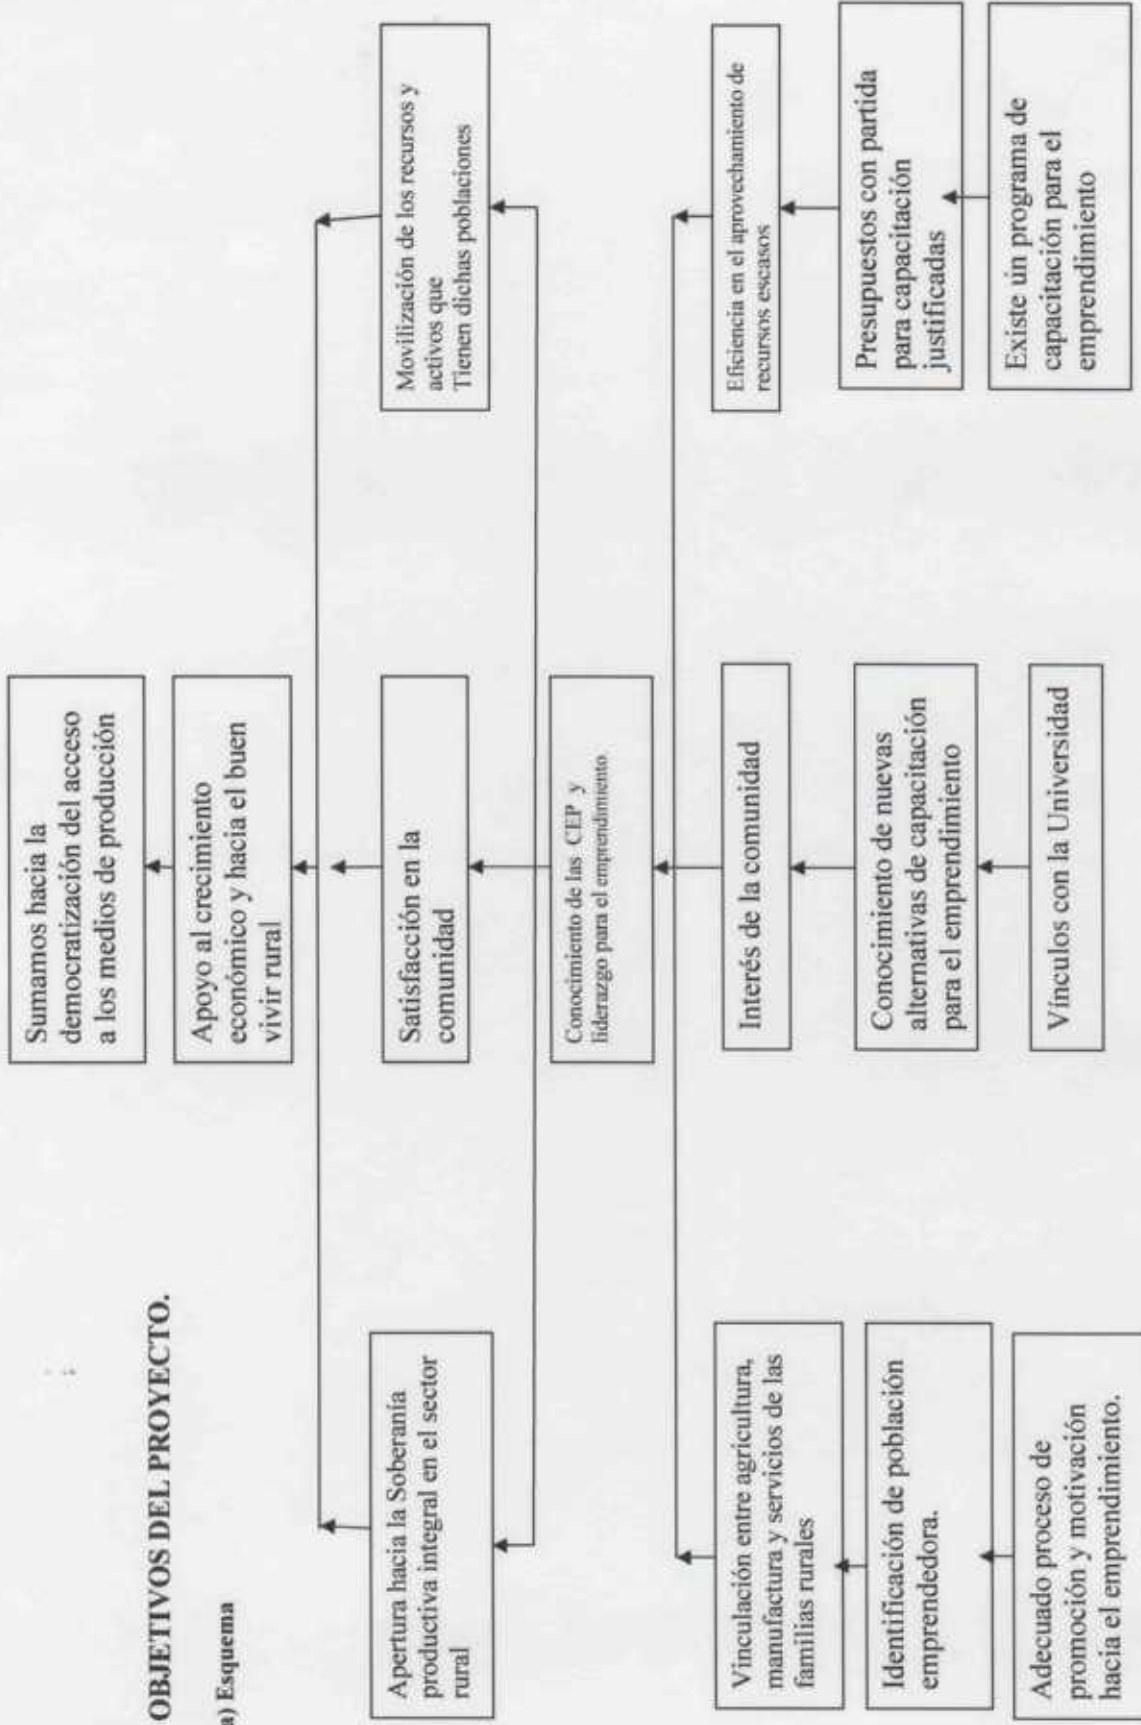 OBJETIVOS DEL PROYECTO.
a) Esquema
Sumamos hacia la
democratización del acceso
a los medios de producción
Apoyo al crecimiento
económico y hacia el buen
vivir rural
Apertura hacia la Soberanía
productiva integral en el sector
rural
Satisfacción en la
comunidad
Movilización de los recursos y
activos que
Tienen dichas poblaciones
Conocimiento de las CEP y
liderazgo para el emprendimiento
Vinculación entre agricultura,
manufactura y servicios de las
familias rurales
Interés de la comunidad
Eficiencia en el aprovechamiento de
recursos escasos
Identificación de población
emprendedora.
Conocimiento de nuevas
alternativas de capacitación
para el emprendimiento
Presupuestos con partida
para capacitación
justificadas
Adecuado proceso de
promoción y motivación
hacia el emprendimiento.
Vínculos con la Universidad
Existe un programa de
capacitación para el
emprendimiento